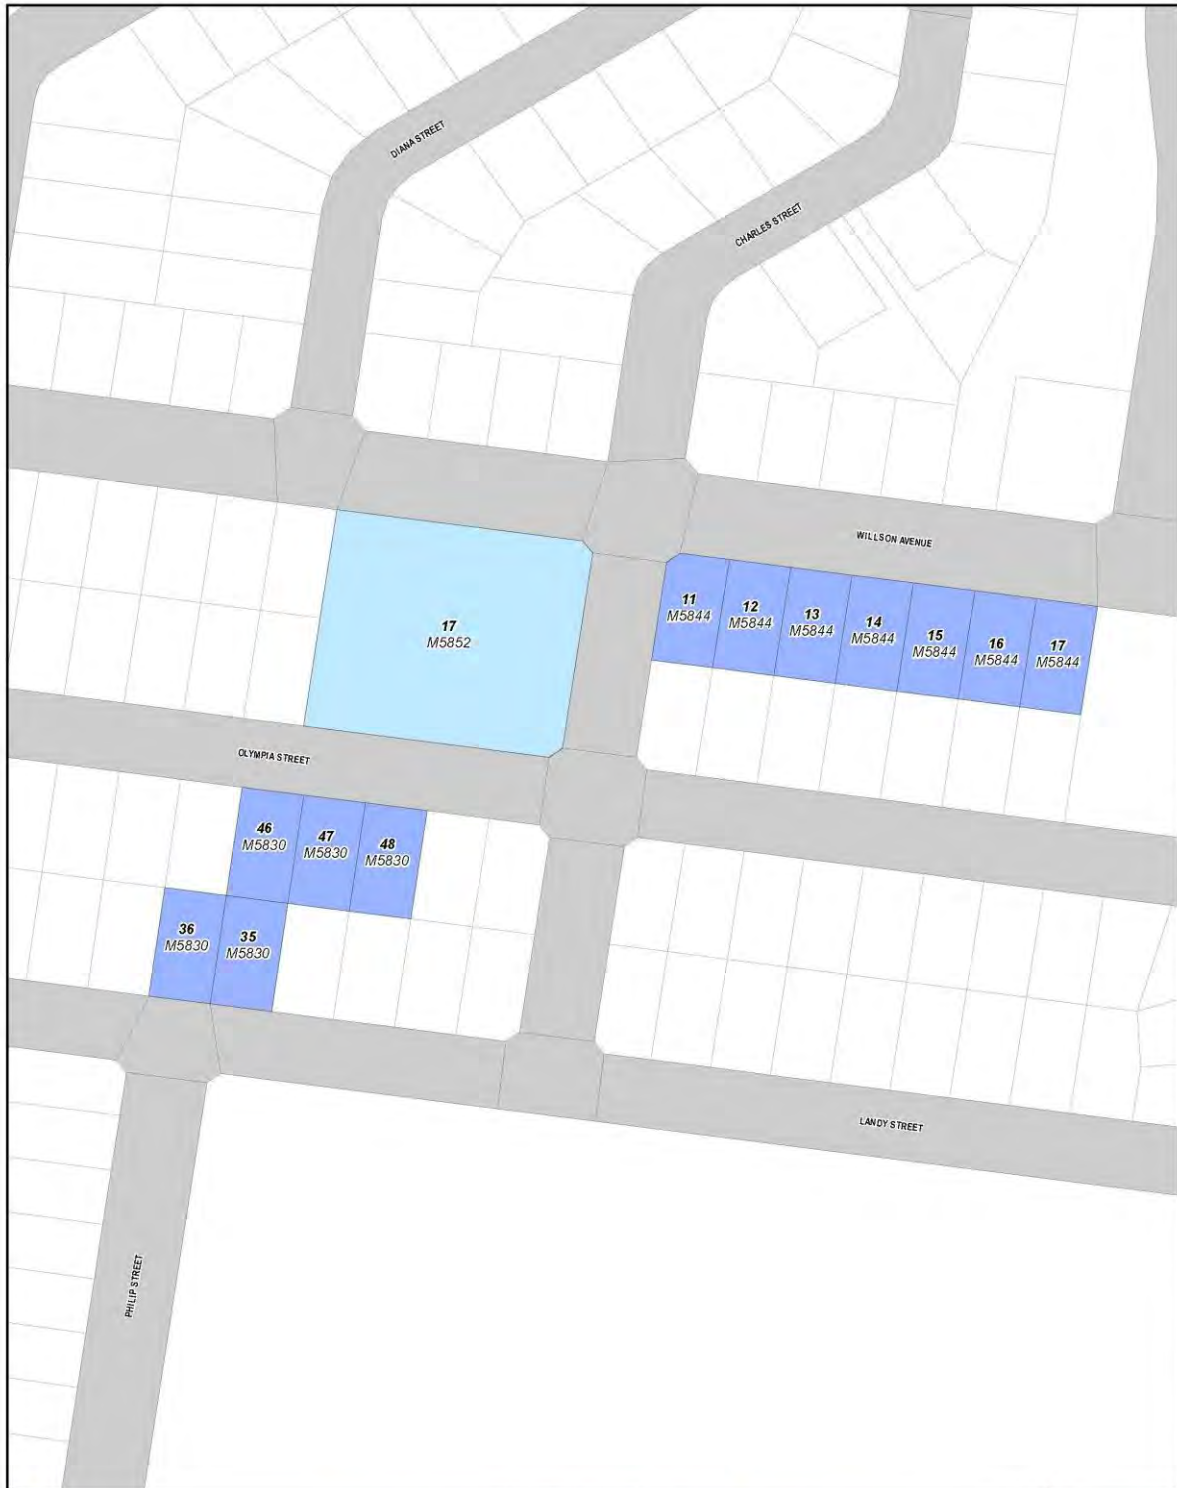 DIANA STREET
CHARLES STREET
WILLSON AVENUE
11
M5844
12
M5844
13
M5844
14
M5844
15
M5844
16
M5844
17
M5844
17
M5852
OLYMPIA STREET
46
M5830
47
M5830
48
M5830
36
M5830
35
M5830
LANDY STREET
PHILIP STREET